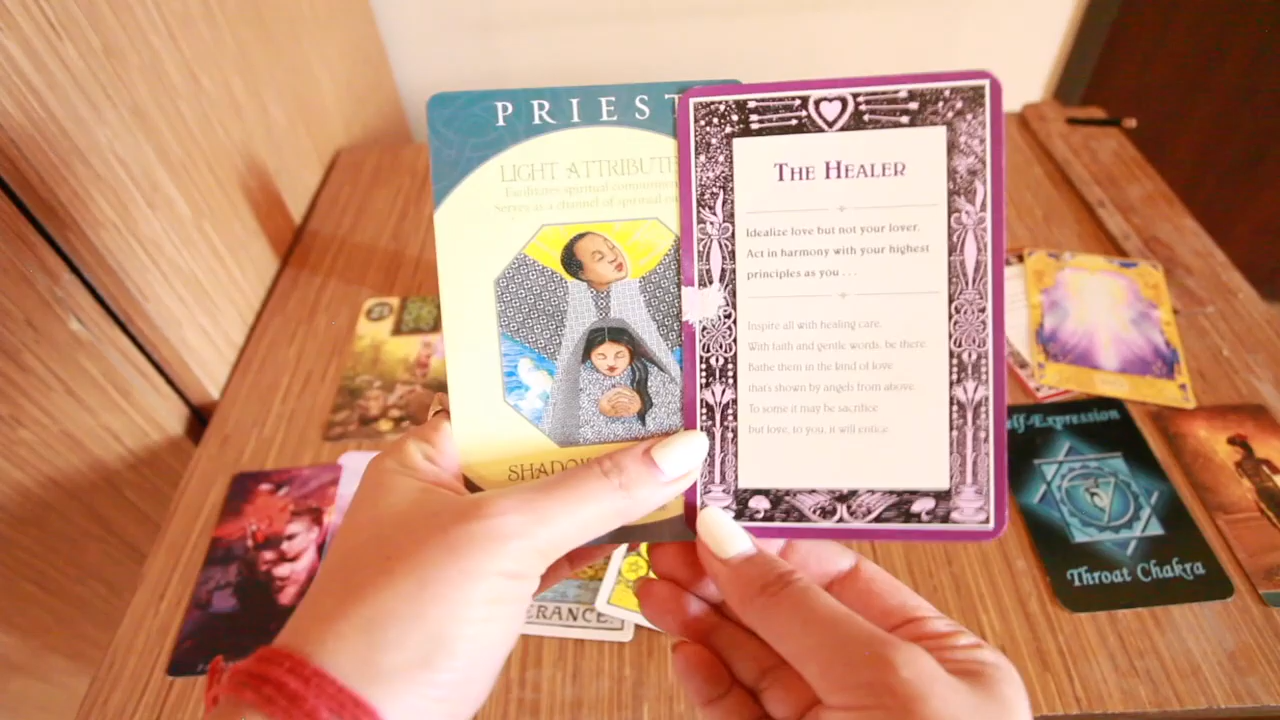 PRIEST
LIGHT ATTRIBUTE
Facilitates spiritual commitment
Serves as a channel of spiritual
SHADOW
THE HEALER
Idealize love but not your lover.
Act in harmony with your highest
principles as you . . .
Inspire all with healing care,
With faith and gentle words, be there.
Bathe them in the land of love
that's shown by angels from above.
To some it may be sacrifice
but love, to you, it will entice
elf-Expression
Throat Chakra
ERANCE.